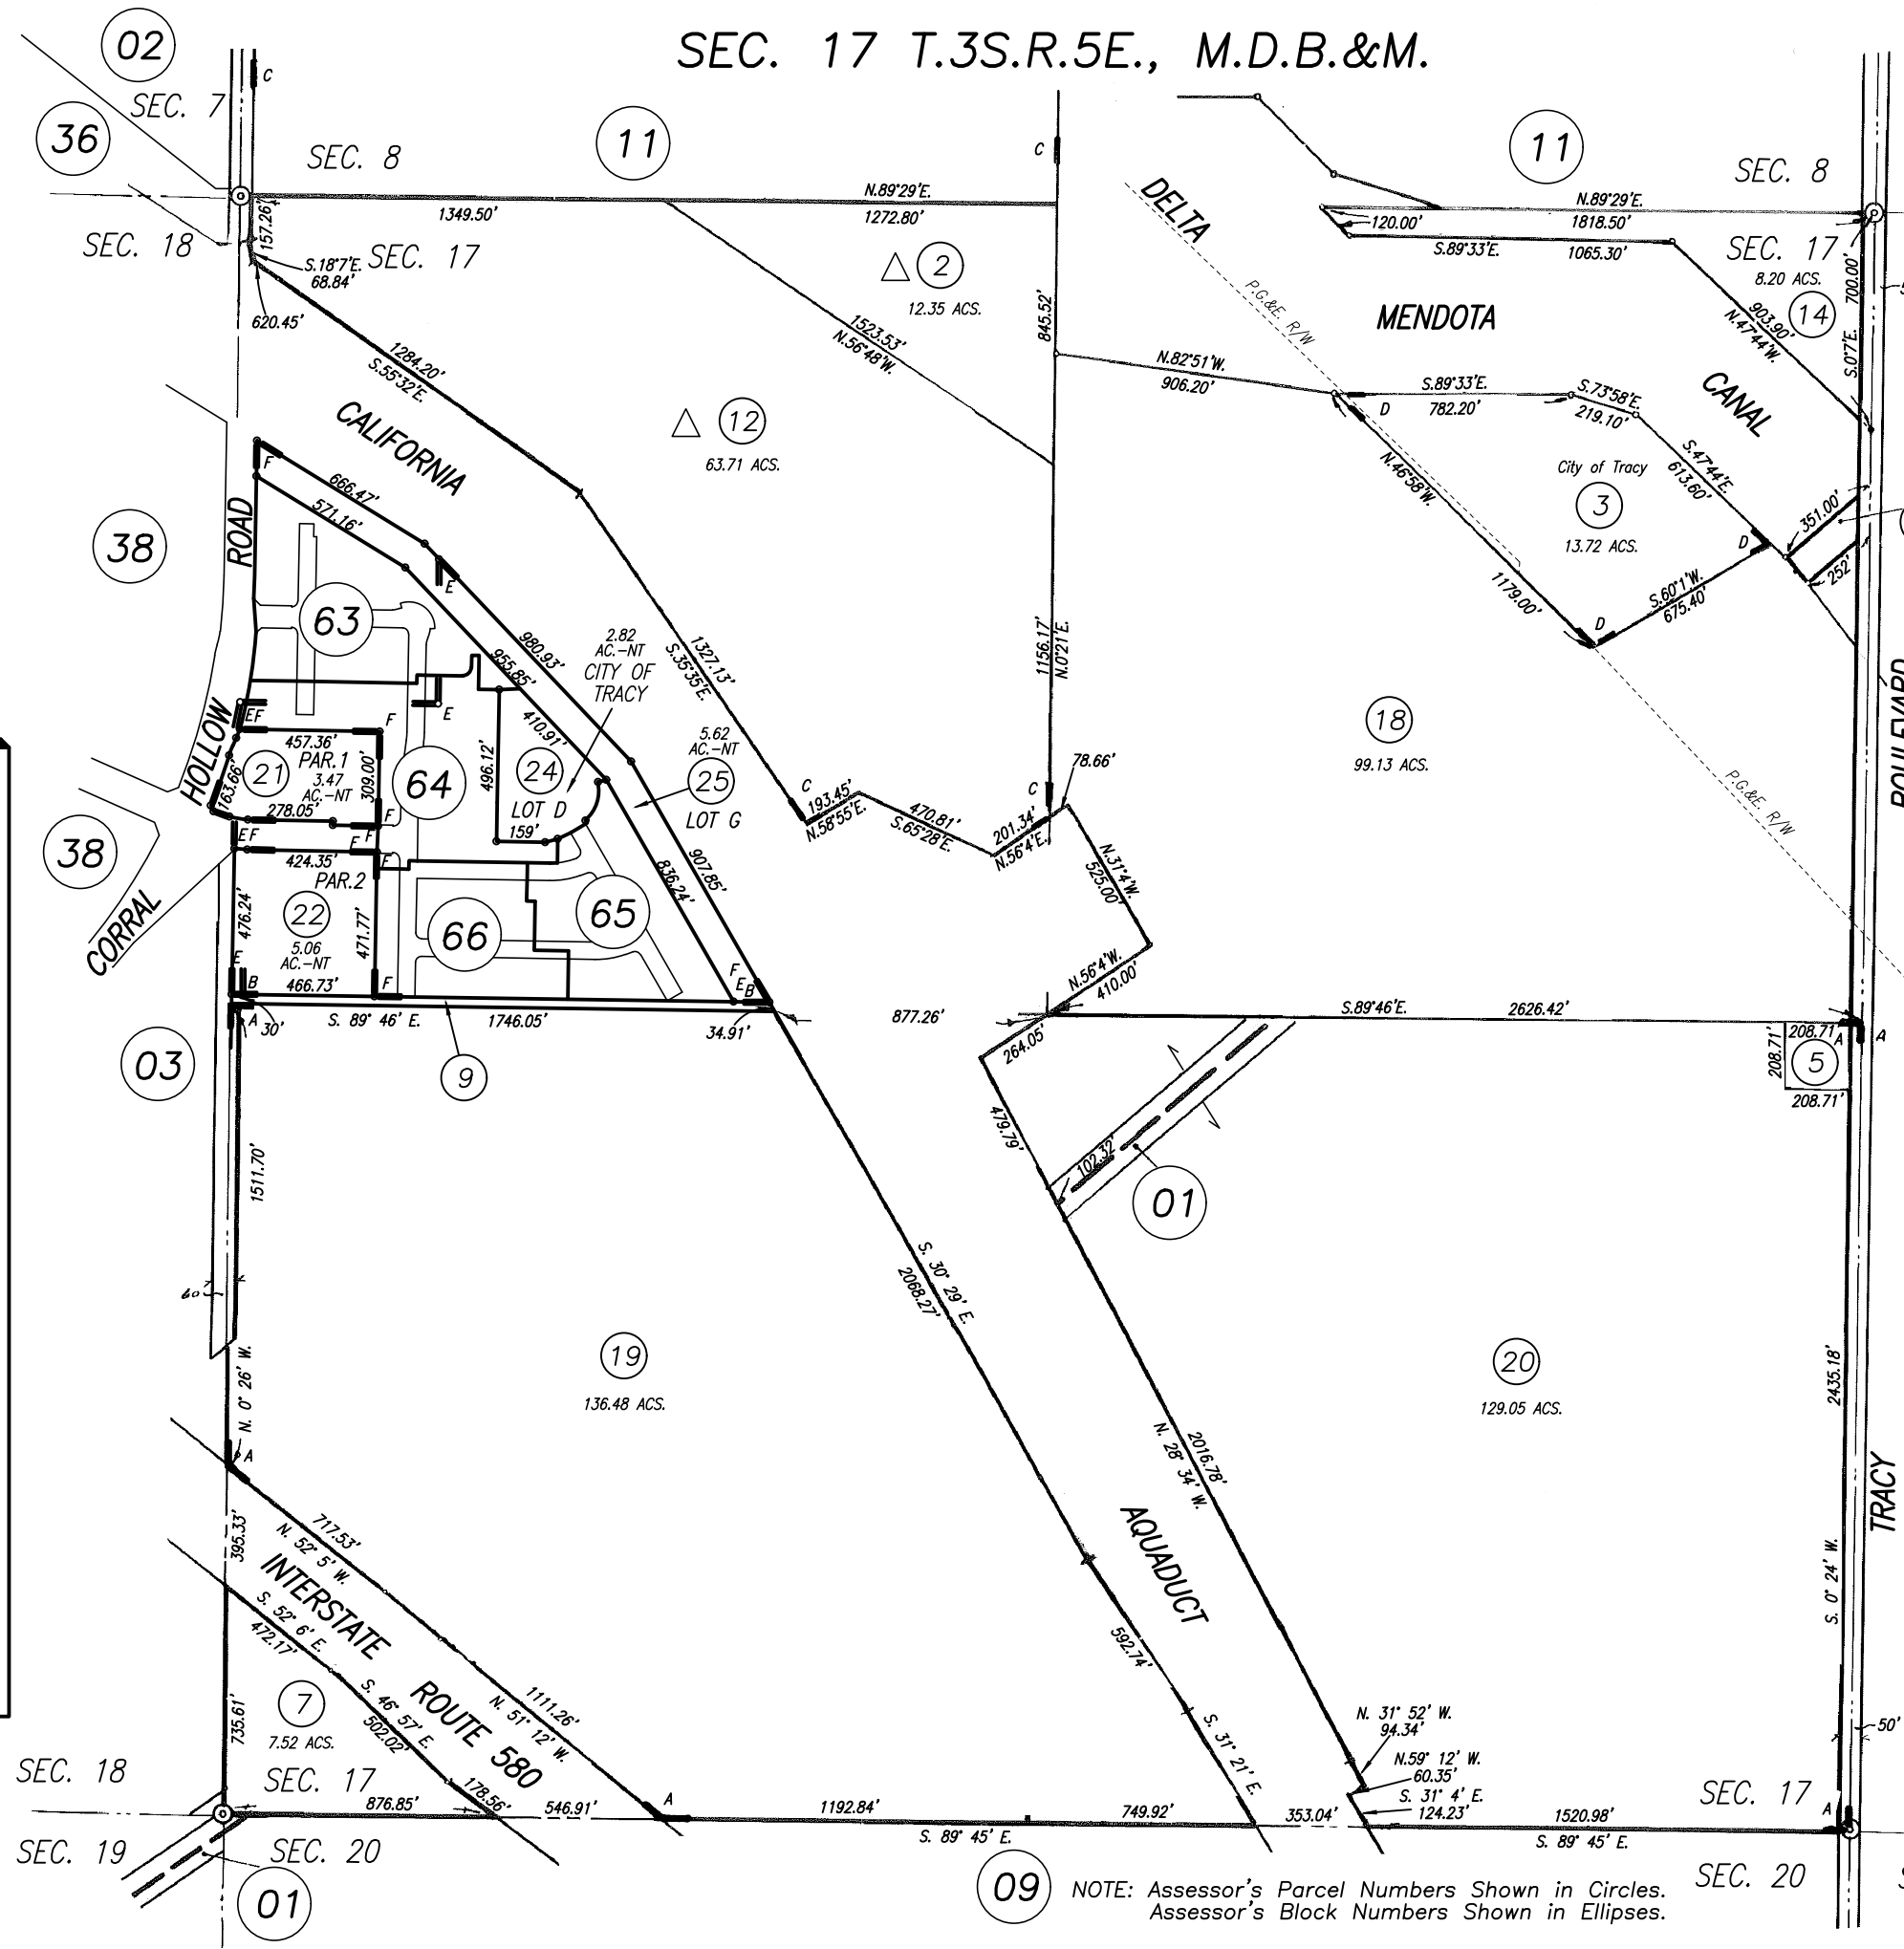 SEC. 17 T.3S.R.5E., M.D.B.&M.
02
SEC. 7
C
36
SEC. 8
11
C
11
SEC. 8
N.89°29'E.
1349.50'
1272.80'
N.89°29'E.
1818.50'
120.00'
S.89°33'E.
1065.30'
SEC. 18
157.26'
S.18°7'E.
68.84'
SEC. 17
620.45'
2
12.35 ACS.
DELTA
P.G.&E. R/W
MENDOTA
CANAL
SEC. 17
8.20 ACS.
14
700.00'
S.0°7'E.
903.90'
N.47°44'W.
1284.20'
S.55°32'E.
1523.53'
N.56°48'W.
845.52'
N.82°51'W.
906.20'
S.89°33'E.
782.20'
D
S.73°58'E.
219.10'
CALIFORNIA
12
63.71 ACS.
N.46°58'W.
1179.00'
City of Tracy
3
13.72 ACS.
S.47°44'E.
613.60'
351.00'
252'
D
D
S.60°1'W.
675.40'
F
666.47'
571.16'
38
ROAD
63
E
980.93'
955.85'
2.82
AC.-NT
CITY OF
TRACY
1327.13'
S.35°35'E.
1156.17'
N.0°21'E.
HOLLOW
EF
F
E
457.36'
PAR.1
21
3.47
AC.-NT
163.66'
309.00'
278.05'
F
64
410.91'
496.12'
24
LOT D
159'
5.62
AC.-NT
25
LOT G
C
193.45'
N.58°55'E.
470.81'
S.65°28'E.
201.34'
N.56°4'E.
C
78.66'
18
99.13 ACS.
P.G.&E. R/W
BOULEVARD
38
EF
F
F
F
424.35'
PAR.2
CORRAL
476.24'
22
5.06
AC.-NT
471.77'
66
65
836.24'
907.85'
N.31°4'W.
525.00'
N.56°4'W.
410.00'
E
B
466.73'
F
F
E
B
A
30'
S. 89° 46' E.
1746.05'
34.91'
877.26'
S.89°46'E.
2626.42'
264.05'
208.71'
208.71'
5
208.71'
A
A
03
9
479.79'
102.32'
01
1511.70'
60
S. 30° 29' E.
2068.27'
19
136.48 ACS.
20
129.05 ACS.
2435.18'
S. 0° 24' W.
N. 0° 26' W.
A
N. 28° 34' W.
2016.78'
TRACY
395.33'
717.53'
N. 52° 5' W.
INTERSTATE
ROUTE 580
AQUADUCT
S. 52° 6' E.
472.17'
592.74'
735.61'
7
7.52 ACS.
S. 46° 57' E.
502.02'
1111.26'
N. 51° 12' W.
S. 31° 21' E.
N. 31° 52' W.
94.34'
N.59° 12' W.
60.35'
S. 31° 4' E.
124.23'
50'
SEC. 18
SEC. 17
SEC. 17
876.85'
178.56'
546.91'
A
1192.84'
749.92'
353.04'
1520.98'
A
S. 89° 45' E.
S. 89° 45' E.
SEC. 19
SEC. 20
SEC. 20
01
09
NOTE: Assessor's Parcel Numbers Shown in Circles.
Assessor's Block Numbers Shown in Ellipses.